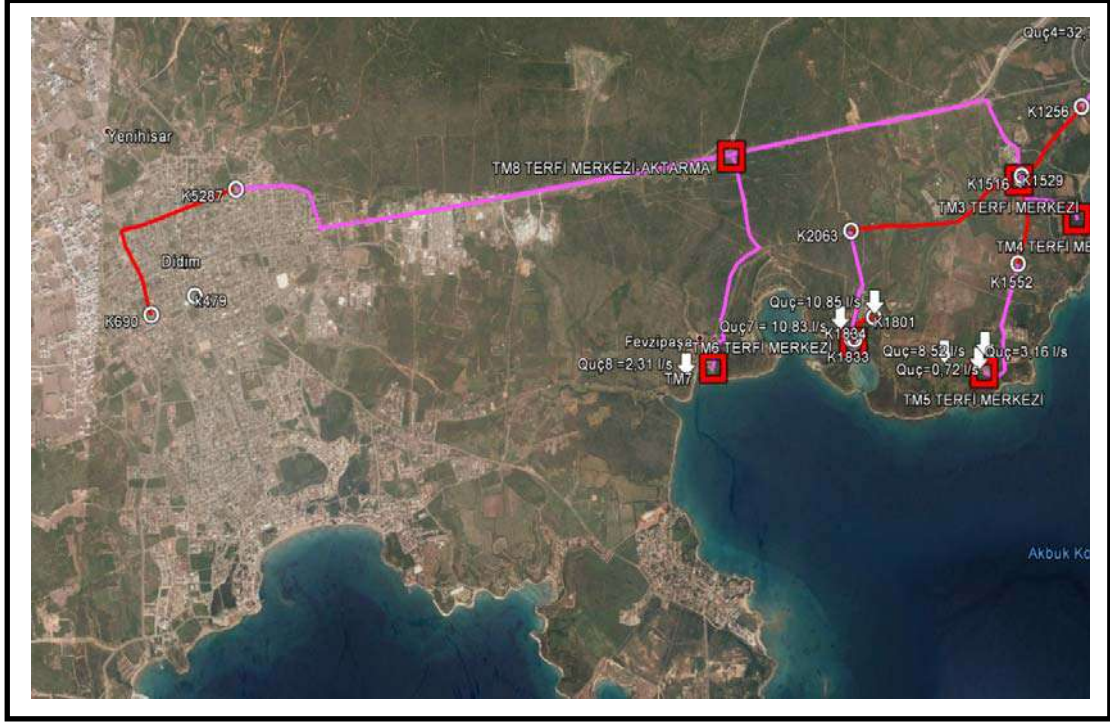 Quç4=32,
K1256
Yenihisar
TM8 TERFİ MERKEZİ-AKTARMA
K5287
K1516
K1529
TM3 TERFİ MERKEZİ
K2063
TM4 TERFİ ME
Didim
K1552
k479
Quç=10,85 l/s
K690
K1801
Quç7 = 10,83 l/s
K1834
Fevzipaşa
TM6 TERFİ MERKEZİ
K1833
Quç=8,52 l/s
Quç=3,16 l/s
Quç8 =2,31 l/s
Quç=0,72 l/s
TM7
TM5 TERFİ MERKEZİ
Akbuk Ko